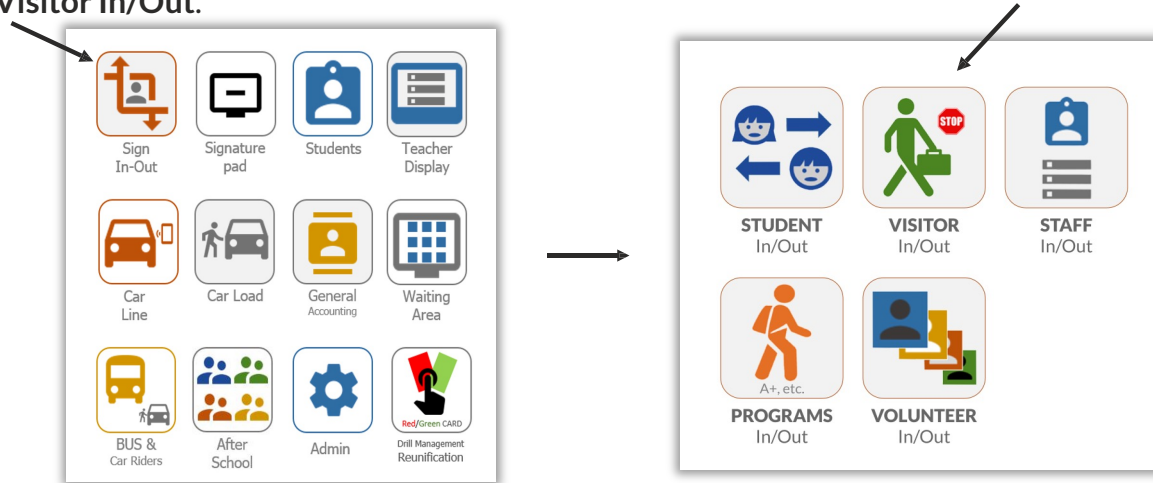 Visitor In/Out.
Sign
In-Out
Signature
pad
Students
Teacher
Display
Car
Line
Car Load
General
Accounting
Waiting
Area
BUS &
Car Riders
After
School
Admin
Red/Green CARD
Drill Management
Reunification
STOP
STUDENT
In/Out
VISITOR
In/Out
STAFF
In/Out
A+, etc.
PROGRAMS
In/Out
VOLUNTEER
In/Out